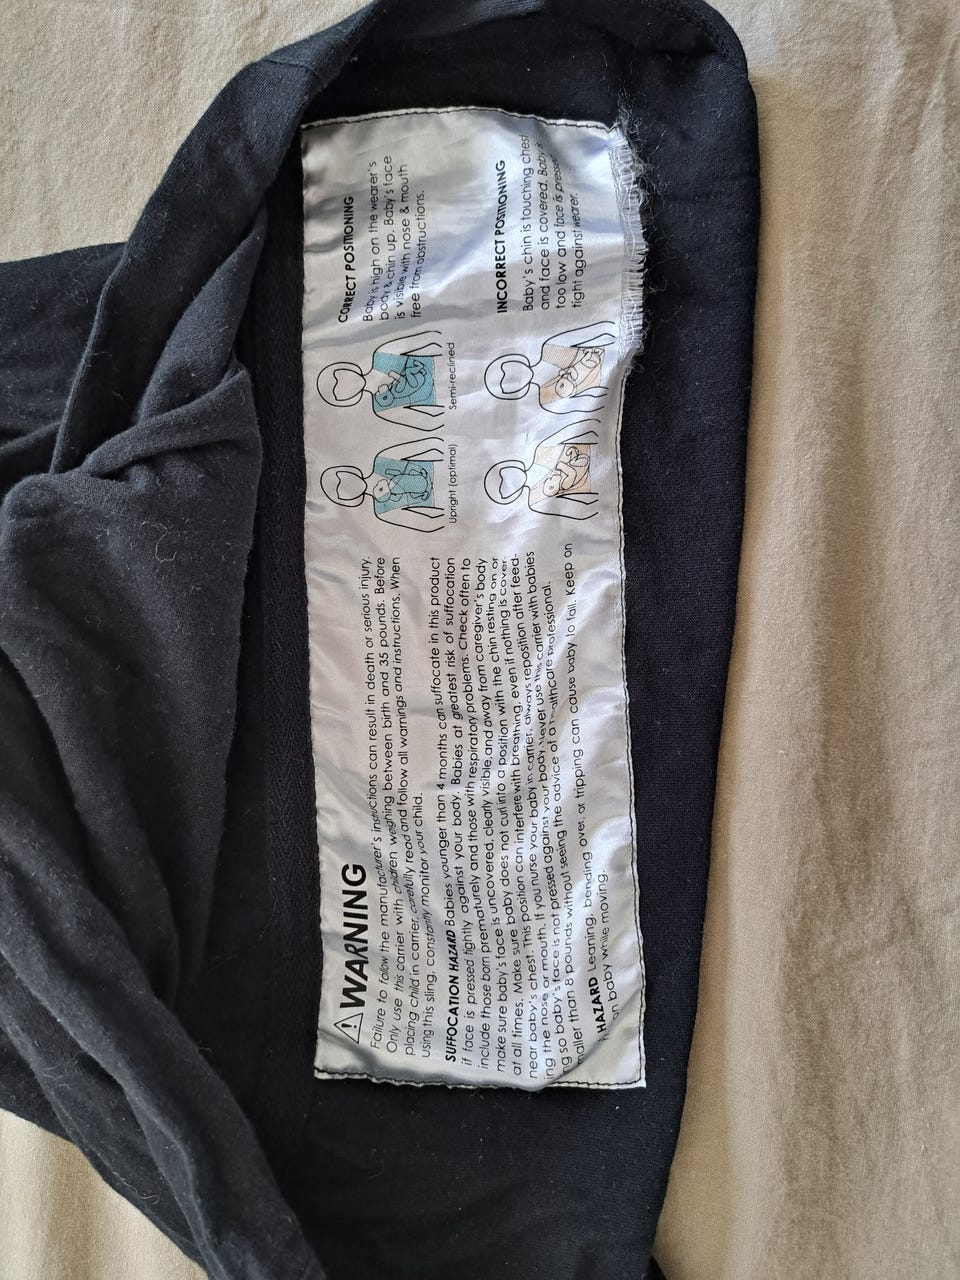 WARNING
Failure to follow the manufacturer's instructions can result in death or serious injury.
Only use this carrier with children weighing between birth and 35 pounds. Before
placing child in carrier, carefully read and follow all warnings and instructions. When
using this sling, constantly monitor your child.
SUFFOCATION HAZARD Babies younger than 4 months can suffocate in this product
if face is pressed tightly against your body. Babies at greatest risk of suffocation
include those born prematurely and those with respiratory problems. Check often to
make sure baby's face is uncovered, clearly visible, and away from caregiver's body
at all times. Make sure baby does not curl into a position with the chin resting on or
near baby's chest. This position can interfere with breathing, even if nothing is cover-
ing the nose or mouth. If you nurse your baby in carrier, always reposition after feed-
ng so baby's face is not pressed against your body. Never use this carrier with babies
maller than 8 pounds without seeing the advice of a healthcare professional.
HAZARD Leaning, bending over, or tripping can cause baby to fall. Keep on
on baby while moving.
Upright (optimal)
Semi-reclined
CORRECT POSITIONING
Baby is high on the wearer's
body & chin up. Baby's face
is visible with nose & mouth
free from obstructions.
INCORRECT POSITIONING
Baby's chin is touching chest
and face is covered. Baby is
too low and face is pressed
tight against wearer.